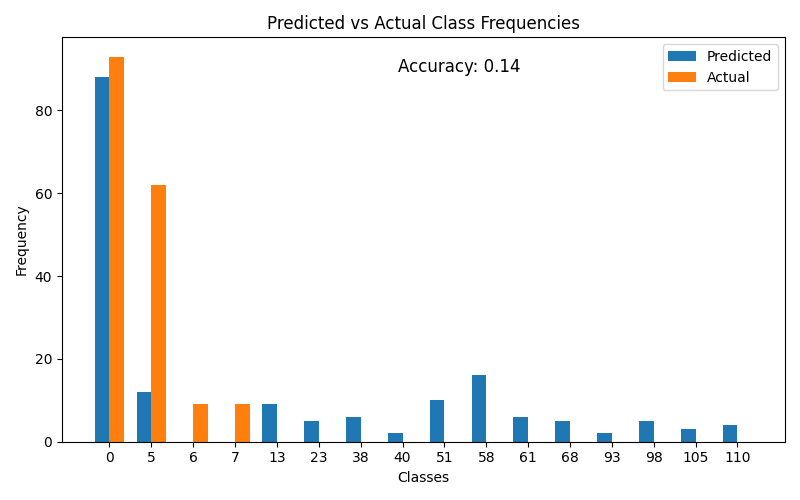 Predicted vs Actual Class Frequencies
Accuracy: 0.14
Predicted
Actual
Frequency
80
60
40
20
0
0 5 6 7 13 23 38 40 51 58 61 68 93 98 105 110
Classes